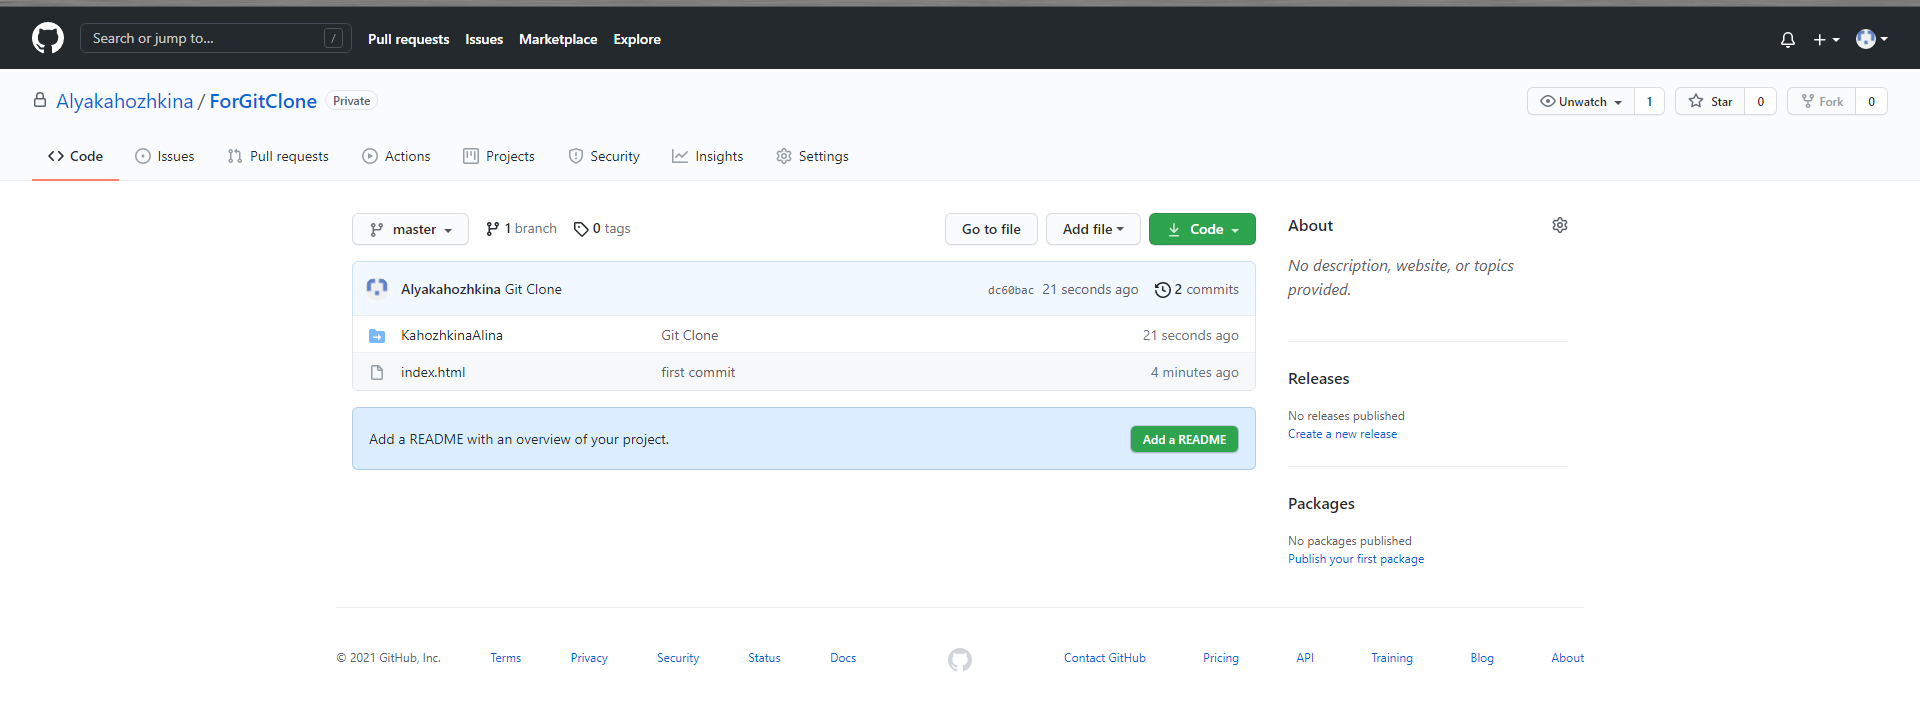 Search or jump to... /
Pull requests Issues Marketplace Explore
Alyakahozhkina / ForGitClone Private
Unwatch 1 Star 0 Fork 0
Code Issues Pull requests Actions Projects Security Insights Settings
master 1 branch 0 tags Go to file Add file Code
Alyakahozhkina Git Clone dc60bac 21 seconds ago 2 commits
KahozhkinaAlina Git Clone 21 seconds ago
index.html first commit 4 minutes ago
Add a README with an overview of your project. Add a README
About
No description, website, or topics
provided.
Releases
No releases published
Create a new release
Packages
No packages published
Publish your first package
© 2021 GitHub, Inc. Terms Privacy Security Status Docs Contact GitHub Pricing API Training Blog About